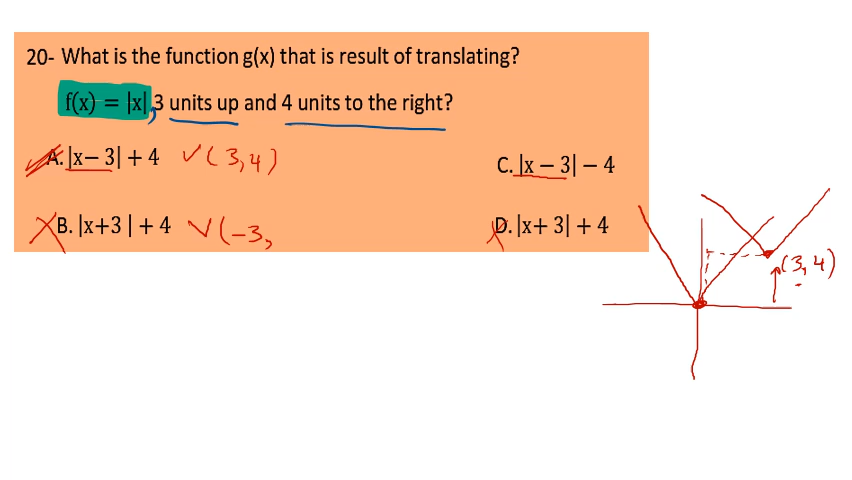 20- What is the function g(x) that is result of translating?
f(x) = |x|, 3 units up and 4 units to the right?
A. |x− 3| + 4 V(3,4)
C. |x − 3| − 4
B. |x+3 | + 4 V(−3,
D. |x+ 3| + 4
(3,4)